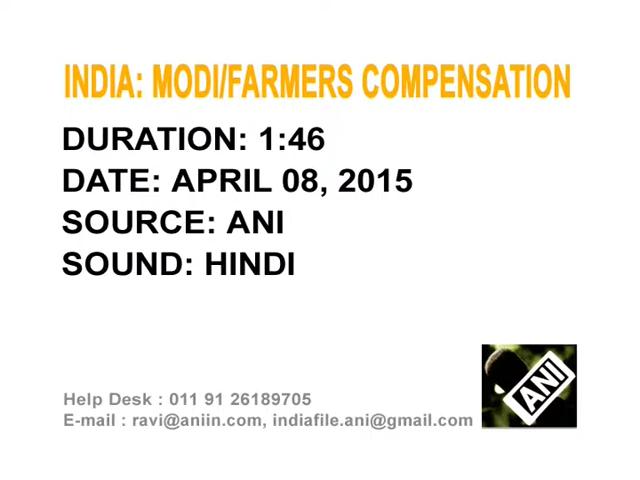 INDIA: MODI/FARMERS COMPENSATION
DURATION: 1:46
DATE: APRIL 08, 2015
SOURCE: ANI
SOUND: HINDI
Help Desk : 011 91 26189705
E-mail : ravi@aniin.com, indiafile.ani@gmail.com
ANI